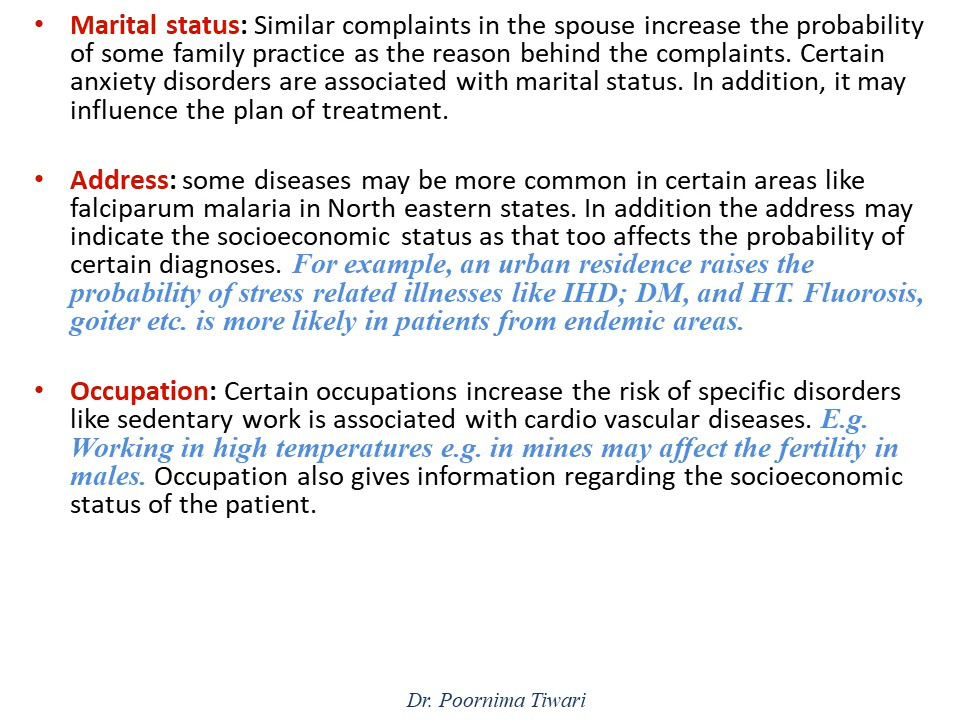 • Marital status: Similar complaints in the spouse increase the probability
of some family practice as the reason behind the complaints. Certain
anxiety disorders are associated with marital status. In addition, it may
influence the plan of treatment.
• Address: some diseases may be more common in certain areas like
falciparum malaria in North eastern states. In addition the address may
indicate the socioeconomic status as that too affects the probability of
certain diagnoses. For example, an urban residence raises the
probability of stress related illnesses like IHD; DM, and HT. Fluorosis,
goiter etc. is more likely in patients from endemic areas.
• Occupation: Certain occupations increase the risk of specific disorders
like sedentary work is associated with cardio vascular diseases. E.g.
Working in high temperatures e.g. in mines may affect the fertility in
males. Occupation also gives information regarding the socioeconomic
status of the patient.
Dr. Poornima Tiwari